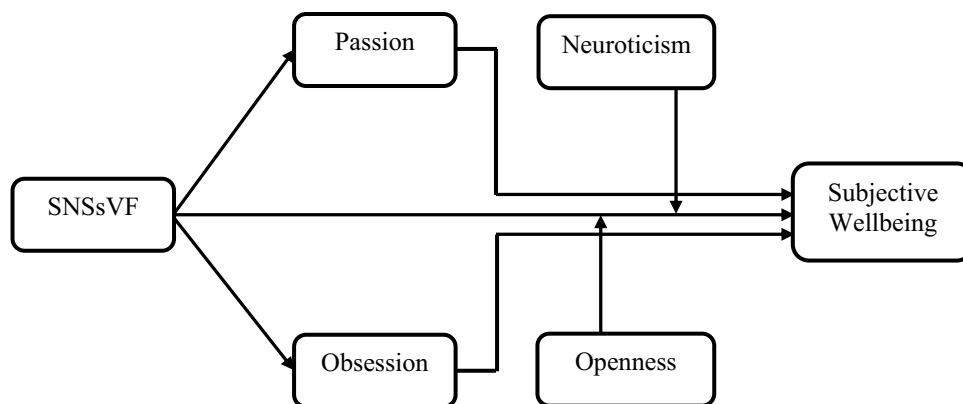 Passion
Neuroticism
SNSsVF
Subjective
Wellbeing
Obsession
Openness